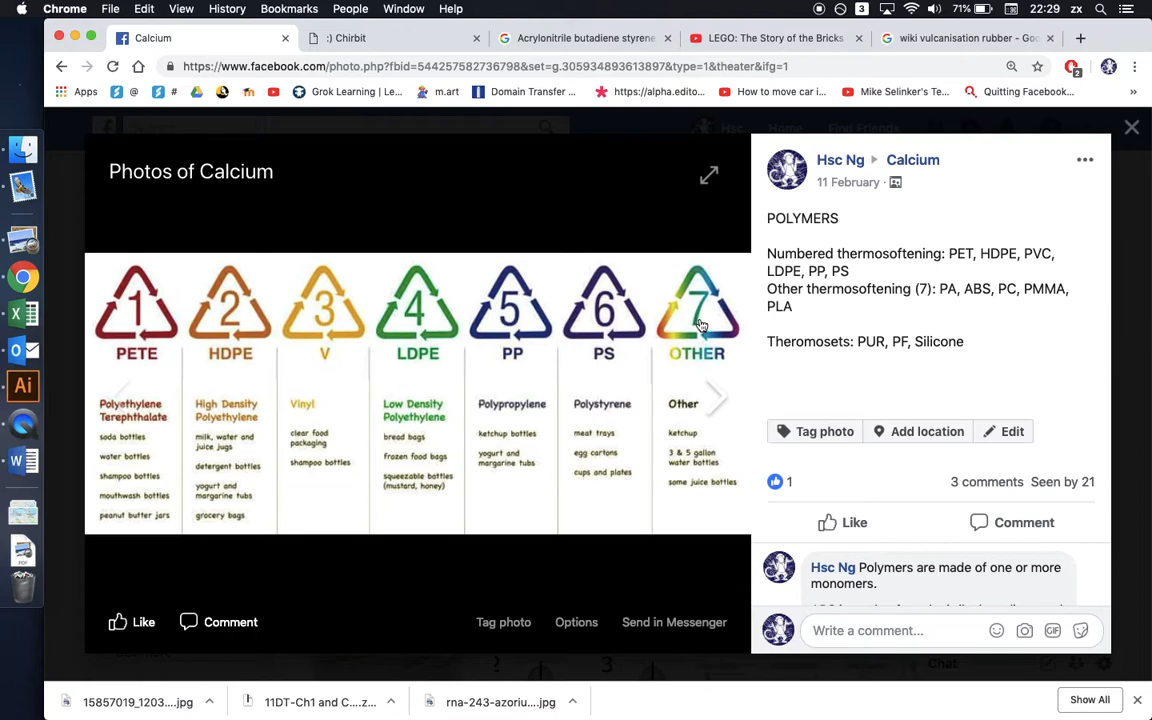 Chrome File Edit View History Bookmarks People Window Help 3 71% 22:29 zx
Calcium :) Chirbit Acrylonitrile butadiene styrene LEGO: The Story of the Bricks wiki vulcanisation rubber - Go
https://www.facebook.com/photo.php?fbid=544257582736798&set=g.305934893613897&type=1&theater&ifg=1 2
Apps @ # Grok Learning | Le... m.art Domain Transfer ... https://alpha.edito... How to move car i... Mike Selinker's Te... Quitting Facebook... »
Hsc Home Find Friends
Photos of Calcium
1 2 3 4 5 6 7
PETE HDPE V LDPE PP PS OTHER
Polyethylene Terephthalate
soda bottles
water bottles
shampoo bottles
mouthwash bottles
peanut butter jars
High Density Polyethylene
milk, water and
juice jugs
detergent bottles
yogurt and
margarine tubs
grocery bags
Vinyl
clear food
packaging
shampoo bottles
Low Density Polyethylene
bread bags
frozen food bags
squeezable bottles
(mustard, honey)
Polypropylene
ketchup bottles
yogurt and
margarine tubs
Polystyrene
meat trays
egg cartons
cups and plates
Other
ketchup
3 & 5 gallon
water bottles
some juice bottles
Like Comment Tag photo Options Send in Messenger
Hsc Ng Calcium
11 February ·
POLYMERS
Numbered thermosoftening: PET, HDPE, PVC,
LDPE, PP, PS
Other thermosoftening (7): PA, ABS, PC, PMMA,
PLA
Theromosets: PUR, PF, Silicone
Tag photo Add location Edit
1 3 comments Seen by 21
Like Comment
Hsc Ng Polymers are made of one or more
monomers.
Write a comment... GIF
2 3 Chat
15857019_1203....jpg 11DT-Ch1 and C....z... rna-243-azoriu....jpg Show All